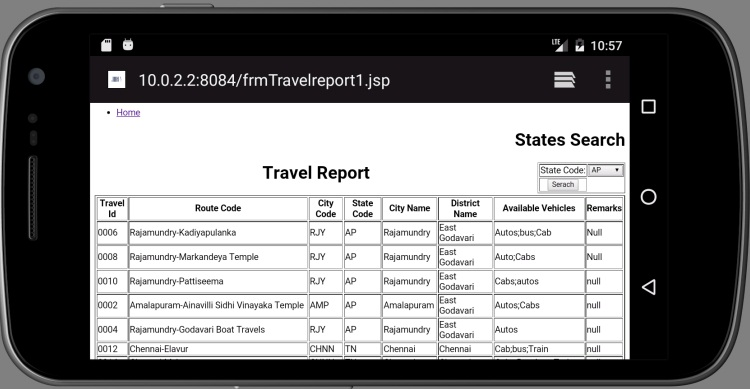 LTE 10:57
10.0.2.2:8084/frmTravelreport1.jsp
Home
States Search
Travel Report
State Code: AP
Serach
Travel Id Route Code City Code State Code City Name District Name Available Vehicles Remarks
0006 Rajamundry-Kadiyapulanka RJY AP Rajamundry East Godavari Autos;bus;Cab Null
0008 Rajamundry-Markandeya Temple RJY AP Rajamundry East Godavari Auto;Cabs Null
0010 Rajamundry-Pattiseema RJY AP Rajamundry East Godavari Cabs;autos null
0002 Amalapuram-Ainavilli Sidhi Vinayaka Temple AMP AP Amalapuram East Godavari Autos;Cabs null
0004 Rajamundry-Godavari Boat Travels RJY AP Rajamundry East Godavari Autos null
0012 Chennai-Elavur CHNN TN Chennai Chennai Cab;bus;Train null